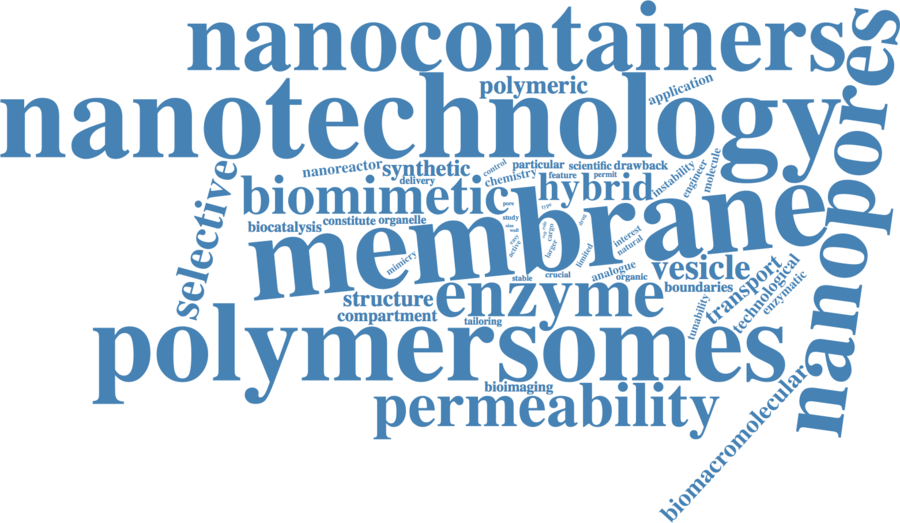 nanocontainers
nanotechnology
nanopores
polymeric
application
selective
nanoreactor
synthetic
delivery
control
chemistry
particular
scientific
drawback
feature
permit
instability
engineer
molecule
biomimetic
hybrid
biocatalysis
constitute
organelle
membrane
pore
study
size
wall
active
type
cargo
larger
limited
interest
natural
mimicry
stable
crucial
analogue
organic
vesicle
boundaries
structure
compartment
enzyme
tailoring
tunability
transport
technological
enzymatic
polymersomes
bioimaging
permeability
biomacromolecular